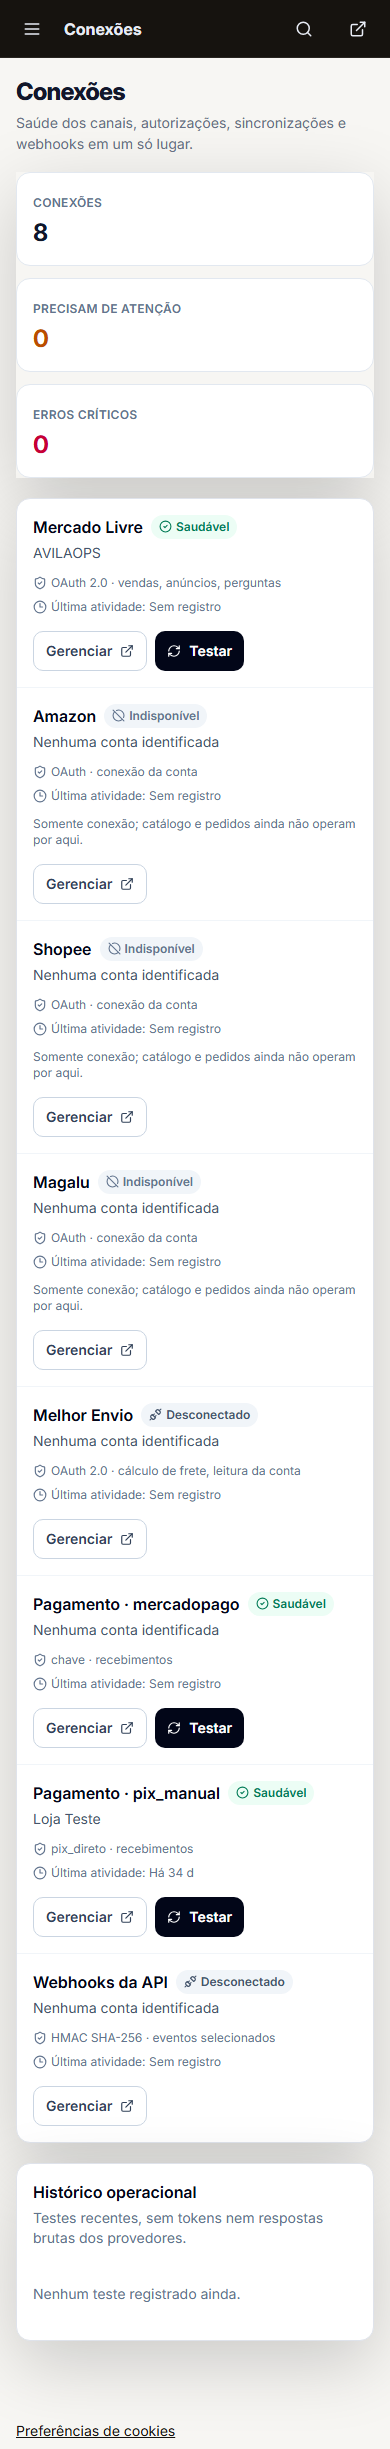 Conexões
Conexões
Saúde dos canais, autorizações, sincronizações e
webhooks em um só lugar.
CONEXÕES
8
PRECISAM DE ATENÇÃO
0
ERROS CRÍTICOS
0
Mercado Livre Saudável
AVILAOPS
OAuth 2.0 · vendas, anúncios, perguntas
Última atividade: Sem registro
Gerenciar Testar
Amazon Indisponível
Nenhuma conta identificada
OAuth · conexão da conta
Última atividade: Sem registro
Somente conexão; catálogo e pedidos ainda não operam
por aqui.
Gerenciar
Shopee Indisponível
Nenhuma conta identificada
OAuth · conexão da conta
Última atividade: Sem registro
Somente conexão; catálogo e pedidos ainda não operam
por aqui.
Gerenciar
Magalu Indisponível
Nenhuma conta identificada
OAuth · conexão da conta
Última atividade: Sem registro
Somente conexão; catálogo e pedidos ainda não operam
por aqui.
Gerenciar
Melhor Envio Desconectado
Nenhuma conta identificada
OAuth 2.0 · cálculo de frete, leitura da conta
Última atividade: Sem registro
Gerenciar
Pagamento · mercadopago Saudável
Nenhuma conta identificada
chave · recebimentos
Última atividade: Sem registro
Gerenciar Testar
Pagamento · pix_manual Saudável
Loja Teste
pix_direto · recebimentos
Última atividade: Há 34 d
Gerenciar Testar
Webhooks da API Desconectado
Nenhuma conta identificada
HMAC SHA-256 · eventos selecionados
Última atividade: Sem registro
Gerenciar
Histórico operacional
Testes recentes, sem tokens nem respostas
brutas dos provedores.
Nenhum teste registrado ainda.
Preferências de cookies